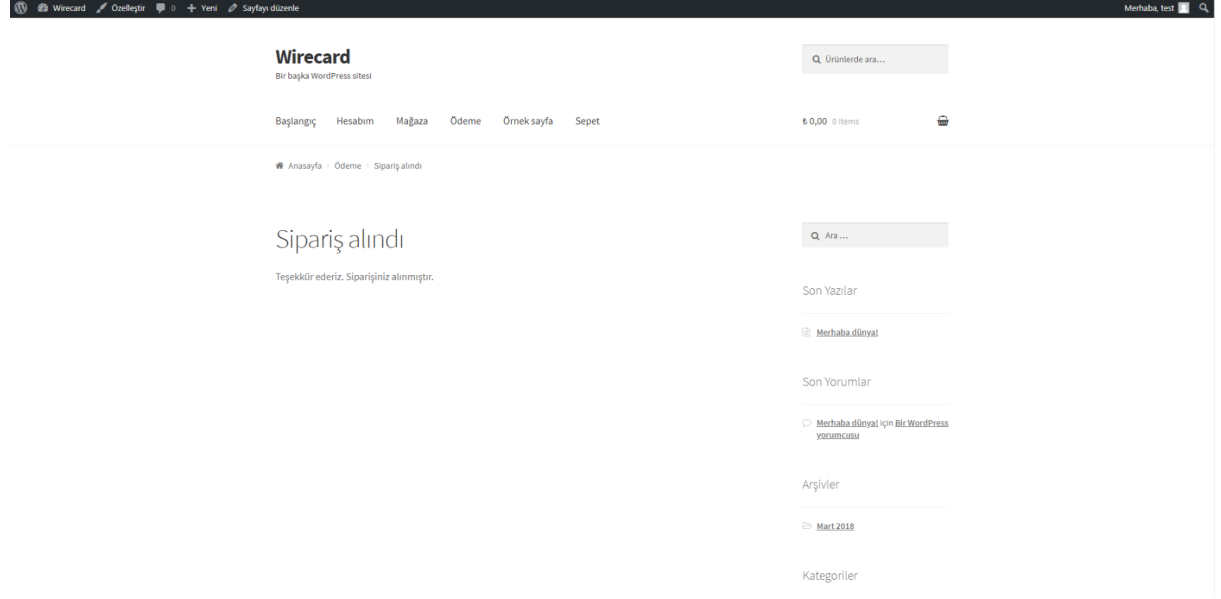 Wirecard Özelleştir 0 Yeni Sayfayı düzenle Merhaba, test
Wirecard
Bir başka WordPress sitesi
Ürünlerde ara…
Başlangıç Hesabım Mağaza Ödeme Örnek sayfa Sepet
₺ 0,00 0 items
Anasayfa Ödeme Sipariş alındı
Sipariş alındı
Teşekkür ederiz. Siparişiniz alınmıştır.
Ara …
Son Yazılar
Merhaba dünya!
Son Yorumlar
Merhaba dünya! için Bir WordPress
yorumcusu
Arşivler
Mart 2018
Kategoriler